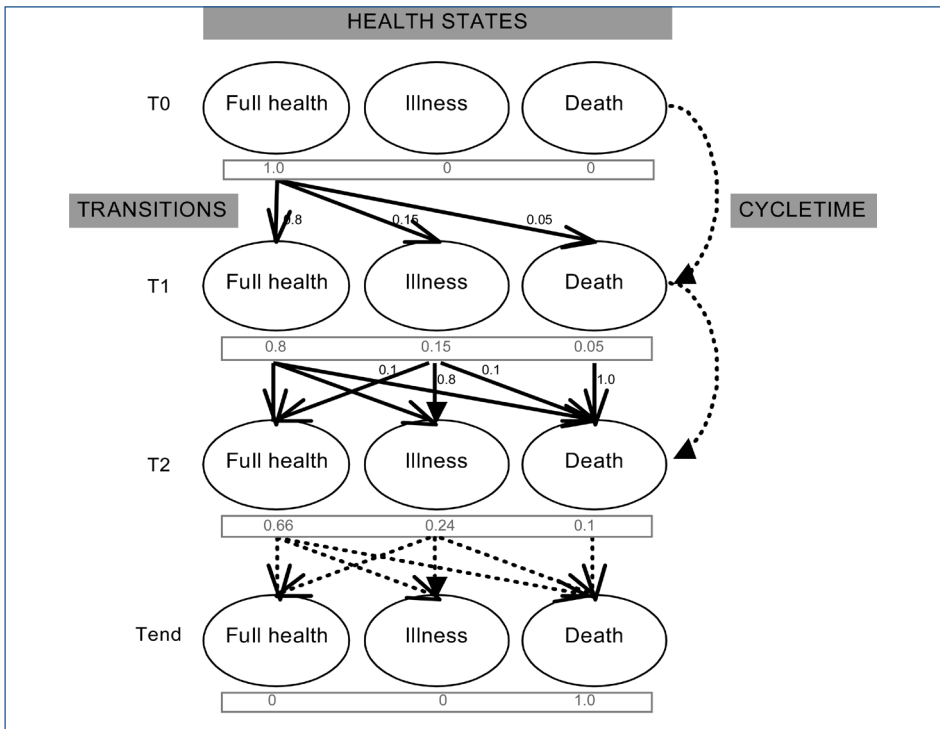 HEALTH STATES
T0 Full health Illness Death
1.0 0 0
TRANSITIONS 0.8 0.15 0.05 CYCLETIME
T1 Full health Illness Death
0.8 0.15 0.05
0.1 0.8 0.1 1.0
T2 Full health Illness Death
0.66 0.24 0.1
Tend Full health Illness Death
0 0 1.0